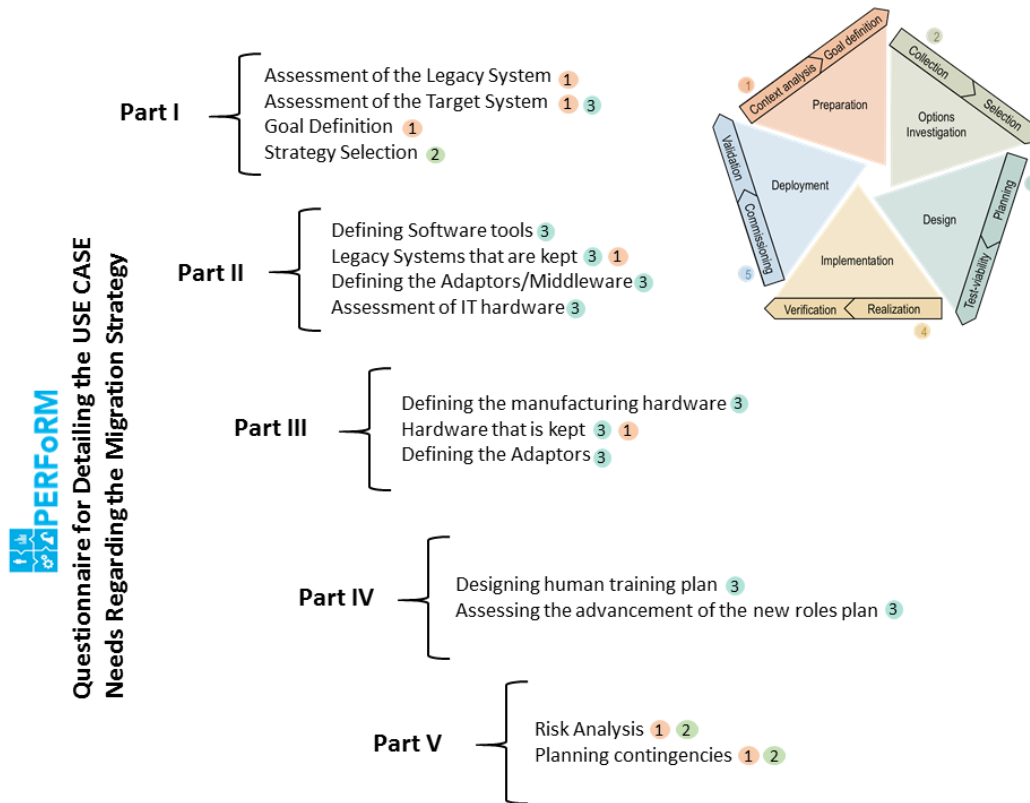 PERFoRM
Questionnaire for Detailing the USE CASE
Needs Regarding the Migration Strategy
Part I
Assessment of the Legacy System 1
Assessment of the Target System 1 3
Goal Definition 1
Strategy Selection 2
Part II
Defining Software tools 3
Legacy Systems that are kept 3 1
Defining the Adaptors/Middleware 3
Assessment of IT hardware 3
Part III
Defining the manufacturing hardware 3
Hardware that is kept 3 1
Defining the Adaptors 3
Part IV
Designing human training plan 3
Assessing the advancement of the new roles plan 3
Part V
Risk Analysis 1 2
Planning contingencies 1 2
1
Context analysis
Goal definition
Preparation
2
Collection
Selection
Options
Investigation
Planning
Test-viability
Design
4
Realization
Verification
Implementation
5
Commissioning
Validation
Deployment